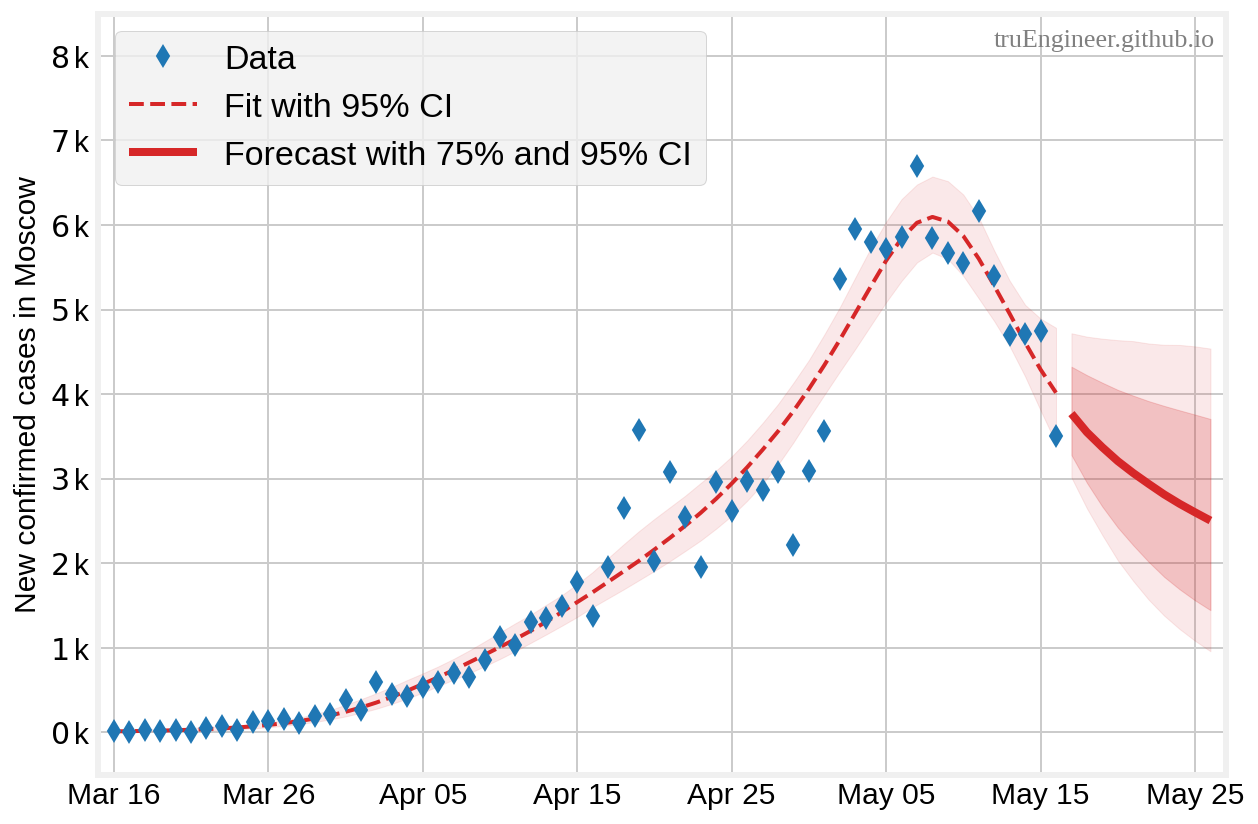 truEngineer.github.io
Data
Fit with 95% CI
Forecast with 75% and 95% CI
New confirmed cases in Moscow
8k
7k
6k
5k
4k
3k
2k
1k
0k
Mar 16 Mar 26 Apr 05 Apr 15 Apr 25 May 05 May 15 May 25